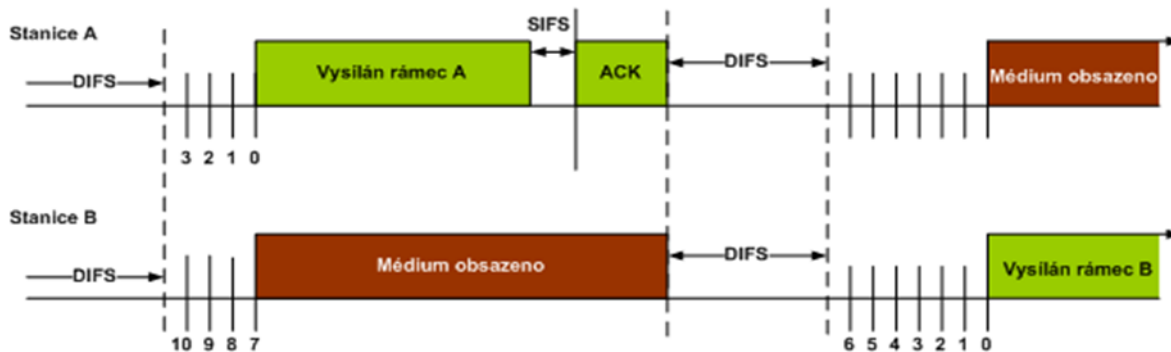 SIFS
Stanice A
DIFS
Vysílán rámec A
ACK
DIFS
Médium obsazeno
3 2 1 0
Stanice B
DIFS
Médium obsazeno
DIFS
Vysílán rámec B
10 9 8 7
6 5 4 3 2 1 0